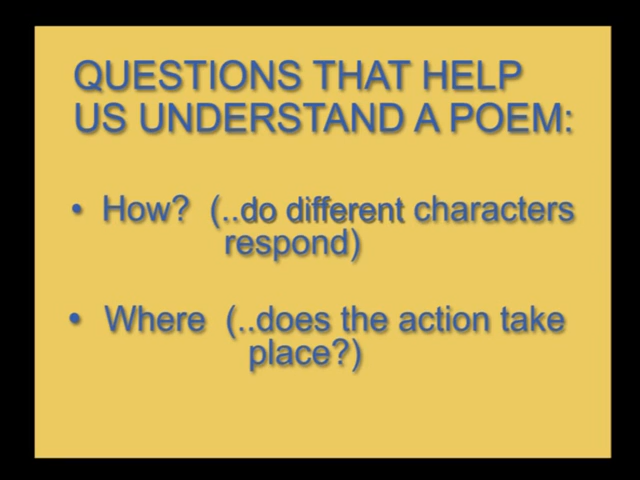 QUESTIONS THAT HELP
US UNDERSTAND A POEM:
• How? (..do different characters
respond)
• Where (..does the action take
place?)